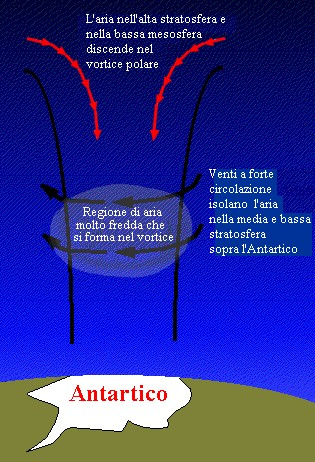 L'aria nell'alta stratosfera e
nella bassa mesosfera
discende nel
vortice polare
Venti a forte
circolazione
isolano l'aria
nella media e bassa
stratosfera
sopra l'Antartico
Regione di aria
molto fredda che
si forma nel vortice
Antartico